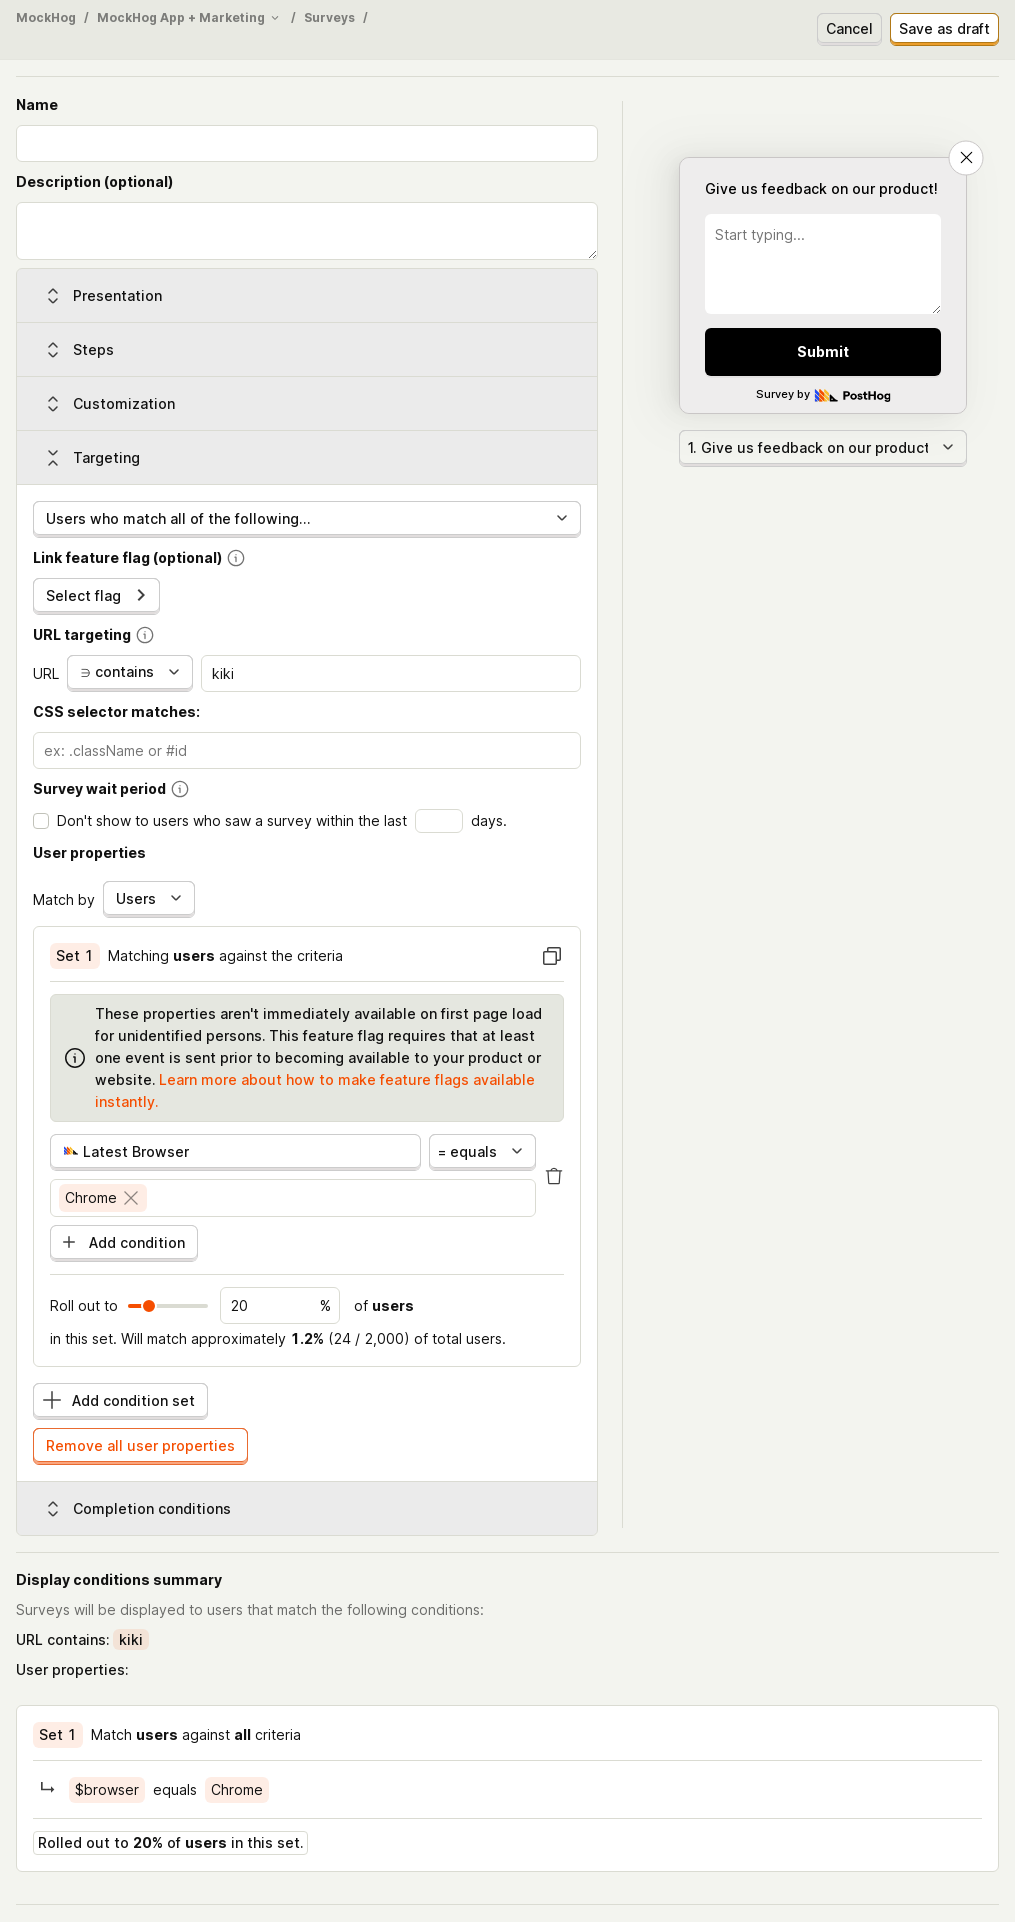 MockHog / MockHog App + Marketing / Surveys /
Cancel
Save as draft
Name
Description (optional)
Presentation
Steps
Customization
Targeting
Users who match all of the following...
Link feature flag (optional)
Select flag
URL targeting
URL ∋ contains kiki
CSS selector matches:
ex: .className or #id
Survey wait period
Don't show to users who saw a survey within the last days.
User properties
Match by Users
Set 1 Matching users against the criteria
These properties aren't immediately available on first page load
for unidentified persons. This feature flag requires that at least
one event is sent prior to becoming available to your product or
website. Learn more about how to make feature flags available
instantly.
Latest Browser = equals
Chrome
Add condition
Roll out to 20 % of users
in this set. Will match approximately 1.2% (24 / 2,000) of total users.
Add condition set
Remove all user properties
Completion conditions
Give us feedback on our product!
Start typing...
Submit
Survey by PostHog
1. Give us feedback on our product
Display conditions summary
Surveys will be displayed to users that match the following conditions:
URL contains: kiki
User properties:
Set 1 Match users against all criteria
$browser equals Chrome
Rolled out to 20% of users in this set.